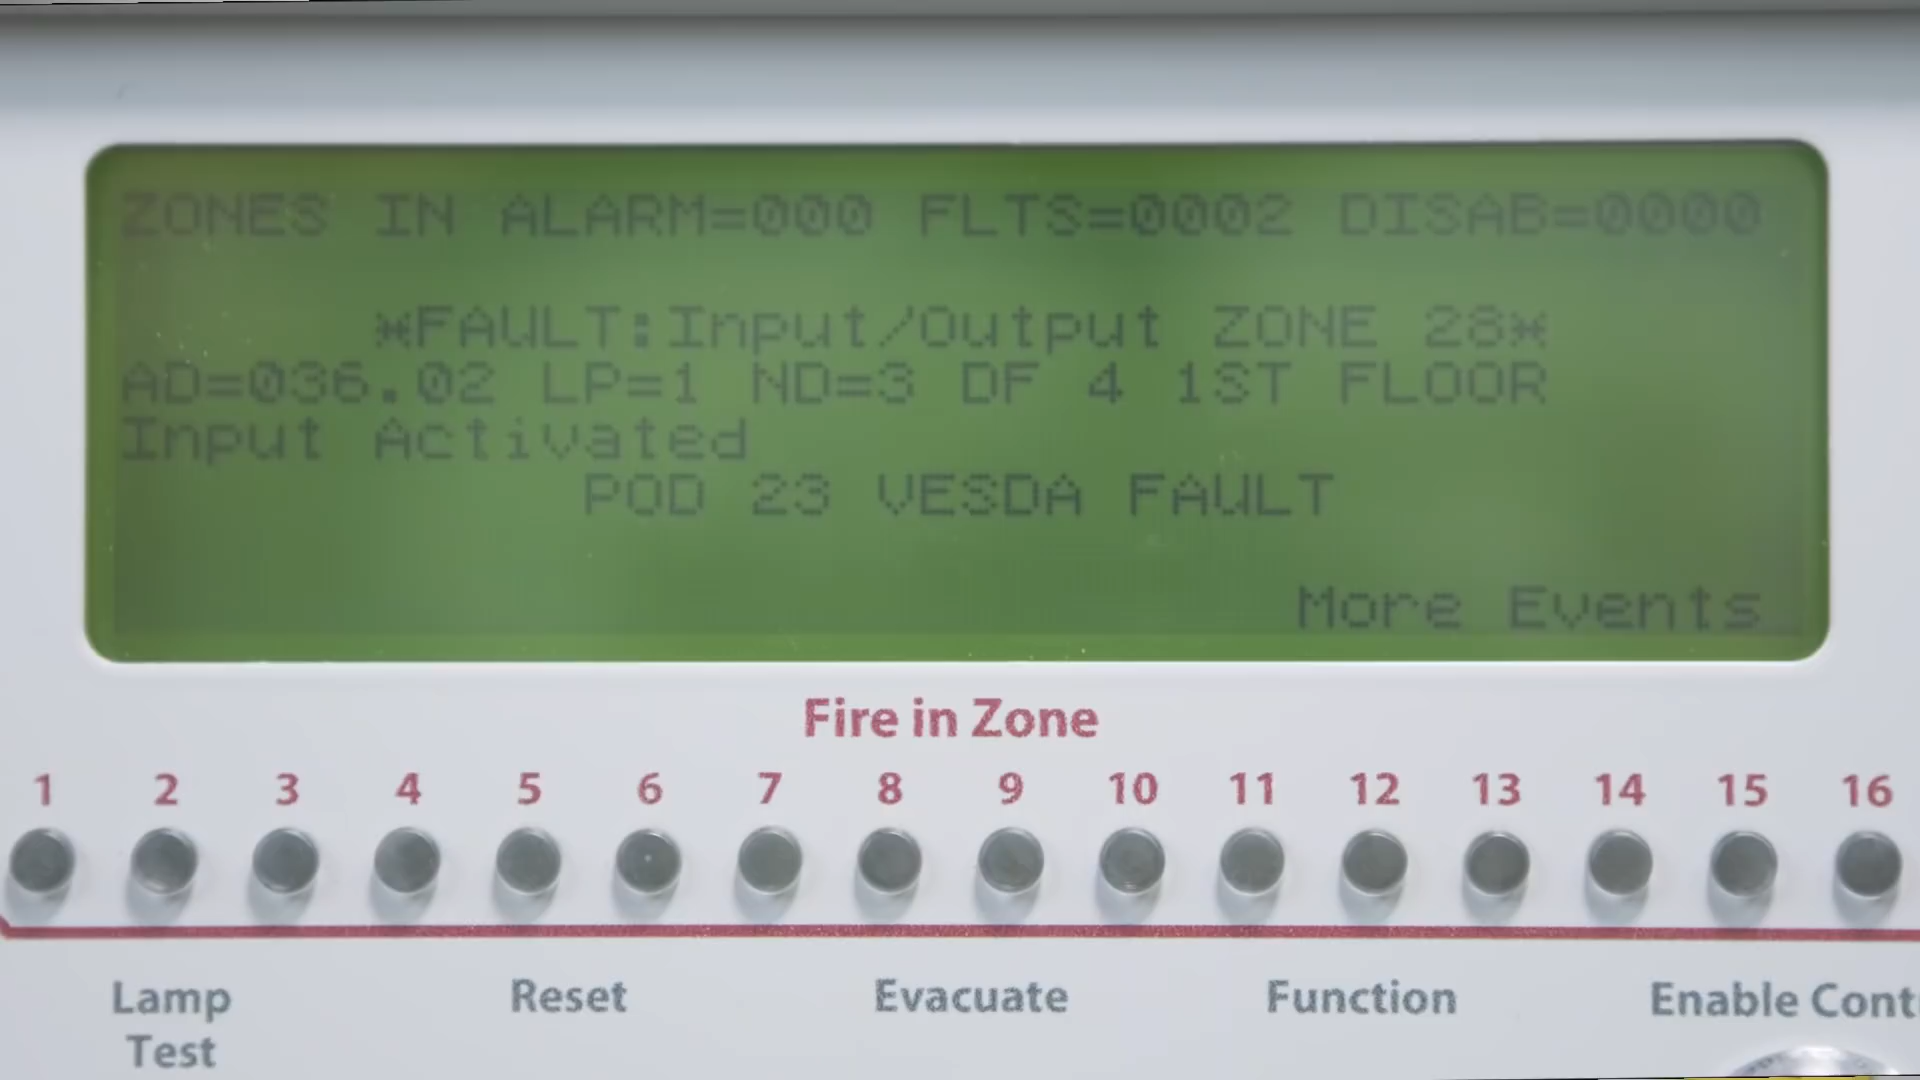 ZONES IN ALARM=000 FLTS=0002 DISAB=0000
*FAULT:Input/Output ZONE 28*
AD=036.02 LP=1 ND=3 DF 4 1ST FLOOR
Input Activated
POD 23 VESDA FAULT
More Events
Fire in Zone
1 2 3 4 5 6 7 8 9 10 11 12 13 14 15 16
Lamp Test
Reset
Evacuate
Function
Enable Cont